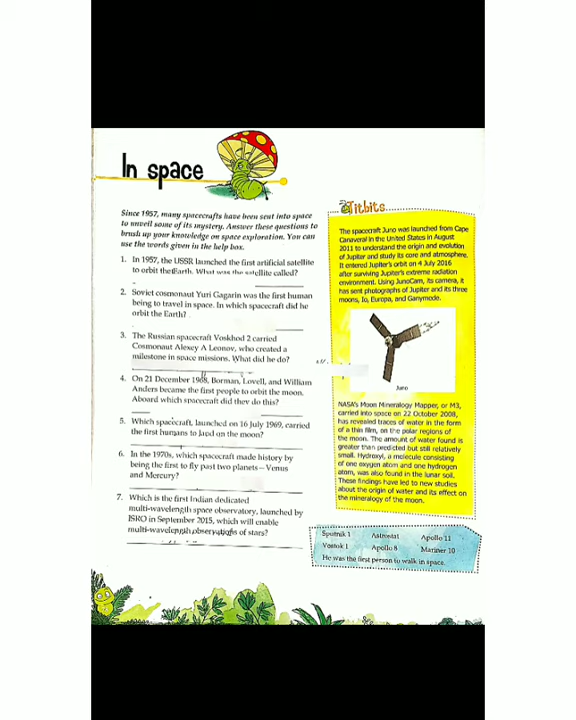 In space
Since 1957, many spacecrafts have been sent into space
to unveil some of its mystery. Answer these questions to
brush up your knowledge on space exploration. You can
use the words given in the help box.
1. In 1957, the USSR launched the first artificial satellite
to orbit the Earth. What was the satellite called?
2. Soviet cosmonaut Yuri Gagarin was the first human
being to travel in space. In which spacecraft did he
orbit the Earth?
3. The Russian spacecraft Voskhod 2 carried
Cosmonaut Alexey A Leonov, who created a
milestone in space missions. What did he do?
4. On 21 December 1968, Borman, Lovell, and William
Anders became the first people to orbit the moon.
Aboard which spacecraft did they do this?
5. Which spacecraft, launched on 16 July 1969, carried
the first humans to land on the moon?
6. In the 1970s, which spacecraft made history by
being the first to fly past two planets—Venus
and Mercury?
7. Which is the first Indian dedicated
multi-wavelength space observatory, launched by
ISRO in September 2015, which will enable
multi-wavelength observations of stars?
Titbits
The spacecraft Juno was launched from Cape
Canaveral in the United States in August
2011 to understand the origin and evolution
of Jupiter and study its core and atmosphere.
It entered Jupiter's orbit on 4 July 2016
after surviving Jupiter's extreme radiation
environment. Using JunoCam, its camera, it
has sent photographs of Jupiter and its three
moons, Io, Europa, and Ganymede.
Juno
NASA's Moon Mineralogy Mapper, or M3,
carried into space on 22 October 2008,
has revealed traces of water in the form
of a thin film, on the polar regions of
the moon. The amount of water found is
greater than predicted but still relatively
small. Hydroxyl, a molecule consisting
of one oxygen atom and one hydrogen
atom, was also found in the lunar soil.
These findings have led to new studies
about the origin of water and its effect on
the mineralogy of the moon.
Sputnik 1 Astrosat Apollo 11
Vostok 1 Apollo 8 Mariner 10
He was the first person to walk in space.